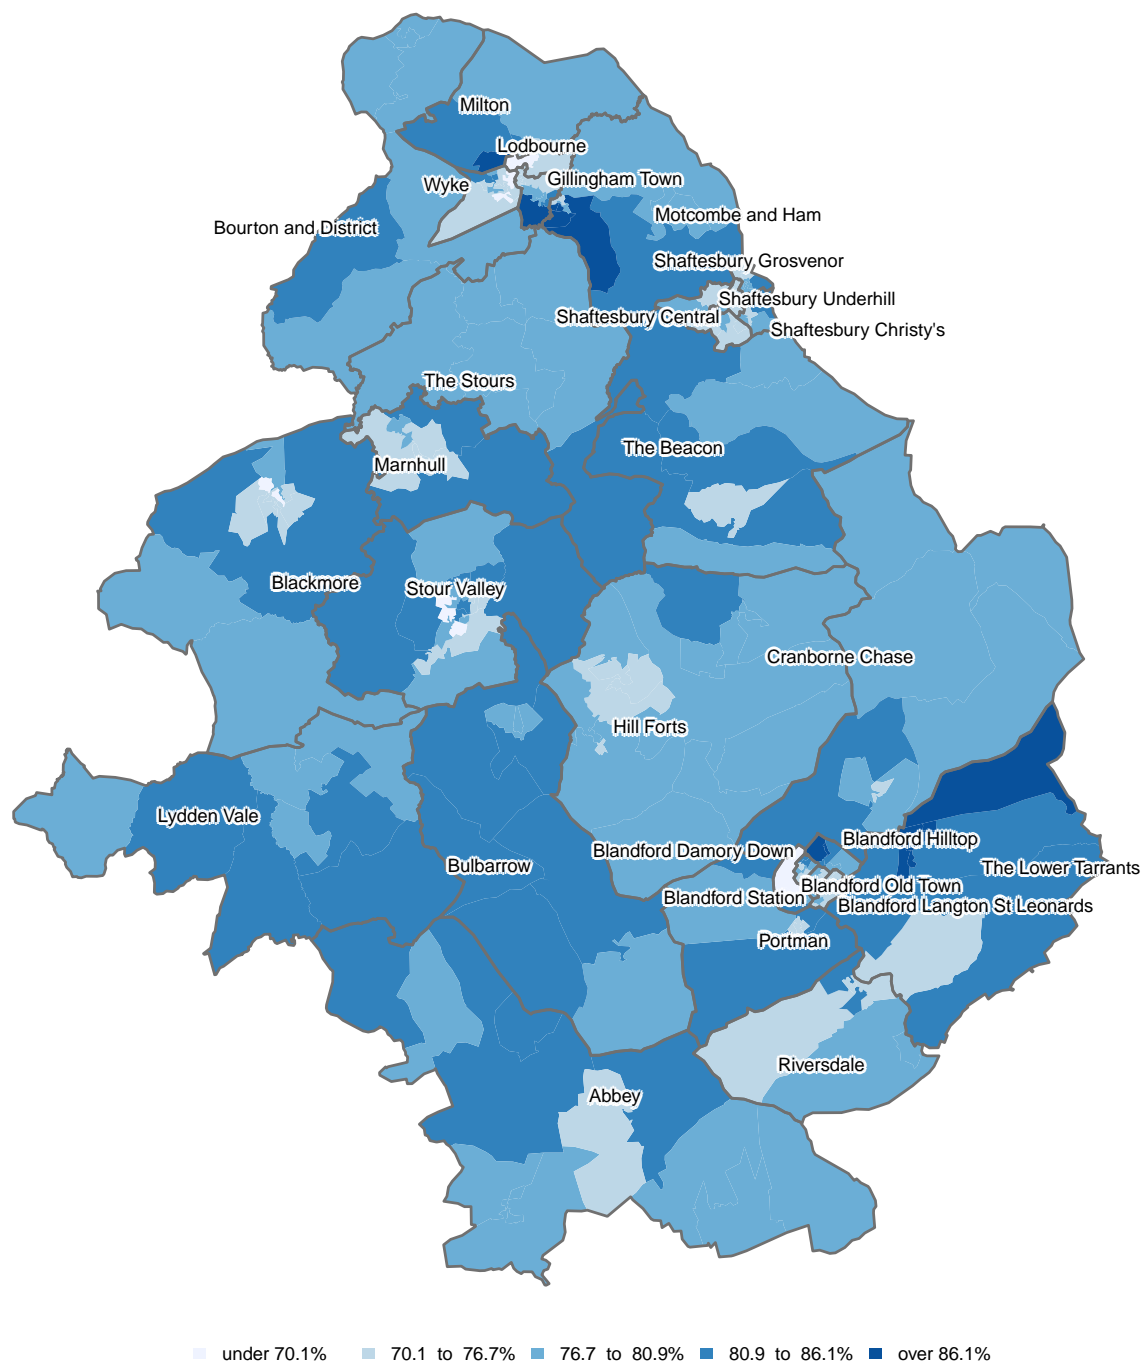 Milton
Lodbourne
Gillingham Town
Wyke
Motcombe and Ham
Bourton and District
Shaftesbury Grosvenor
Shaftesbury Underhill
Shaftesbury Central
Shaftesbury Christy's
The Stours
The Beacon
Marnhull
Blackmore
Stour Valley
Cranborne Chase
Hill Forts
Lydden Vale
Blandford Hilltop
Blandford Damory Down
Bulbarrow
The Lower Tarrants
Blandford Old Town
Blandford Station
Blandford Langton St Leonards
Portman
Riversdale
Abbey
under 70.1% 70.1 to 76.7% 76.7 to 80.9% 80.9 to 86.1% over 86.1%